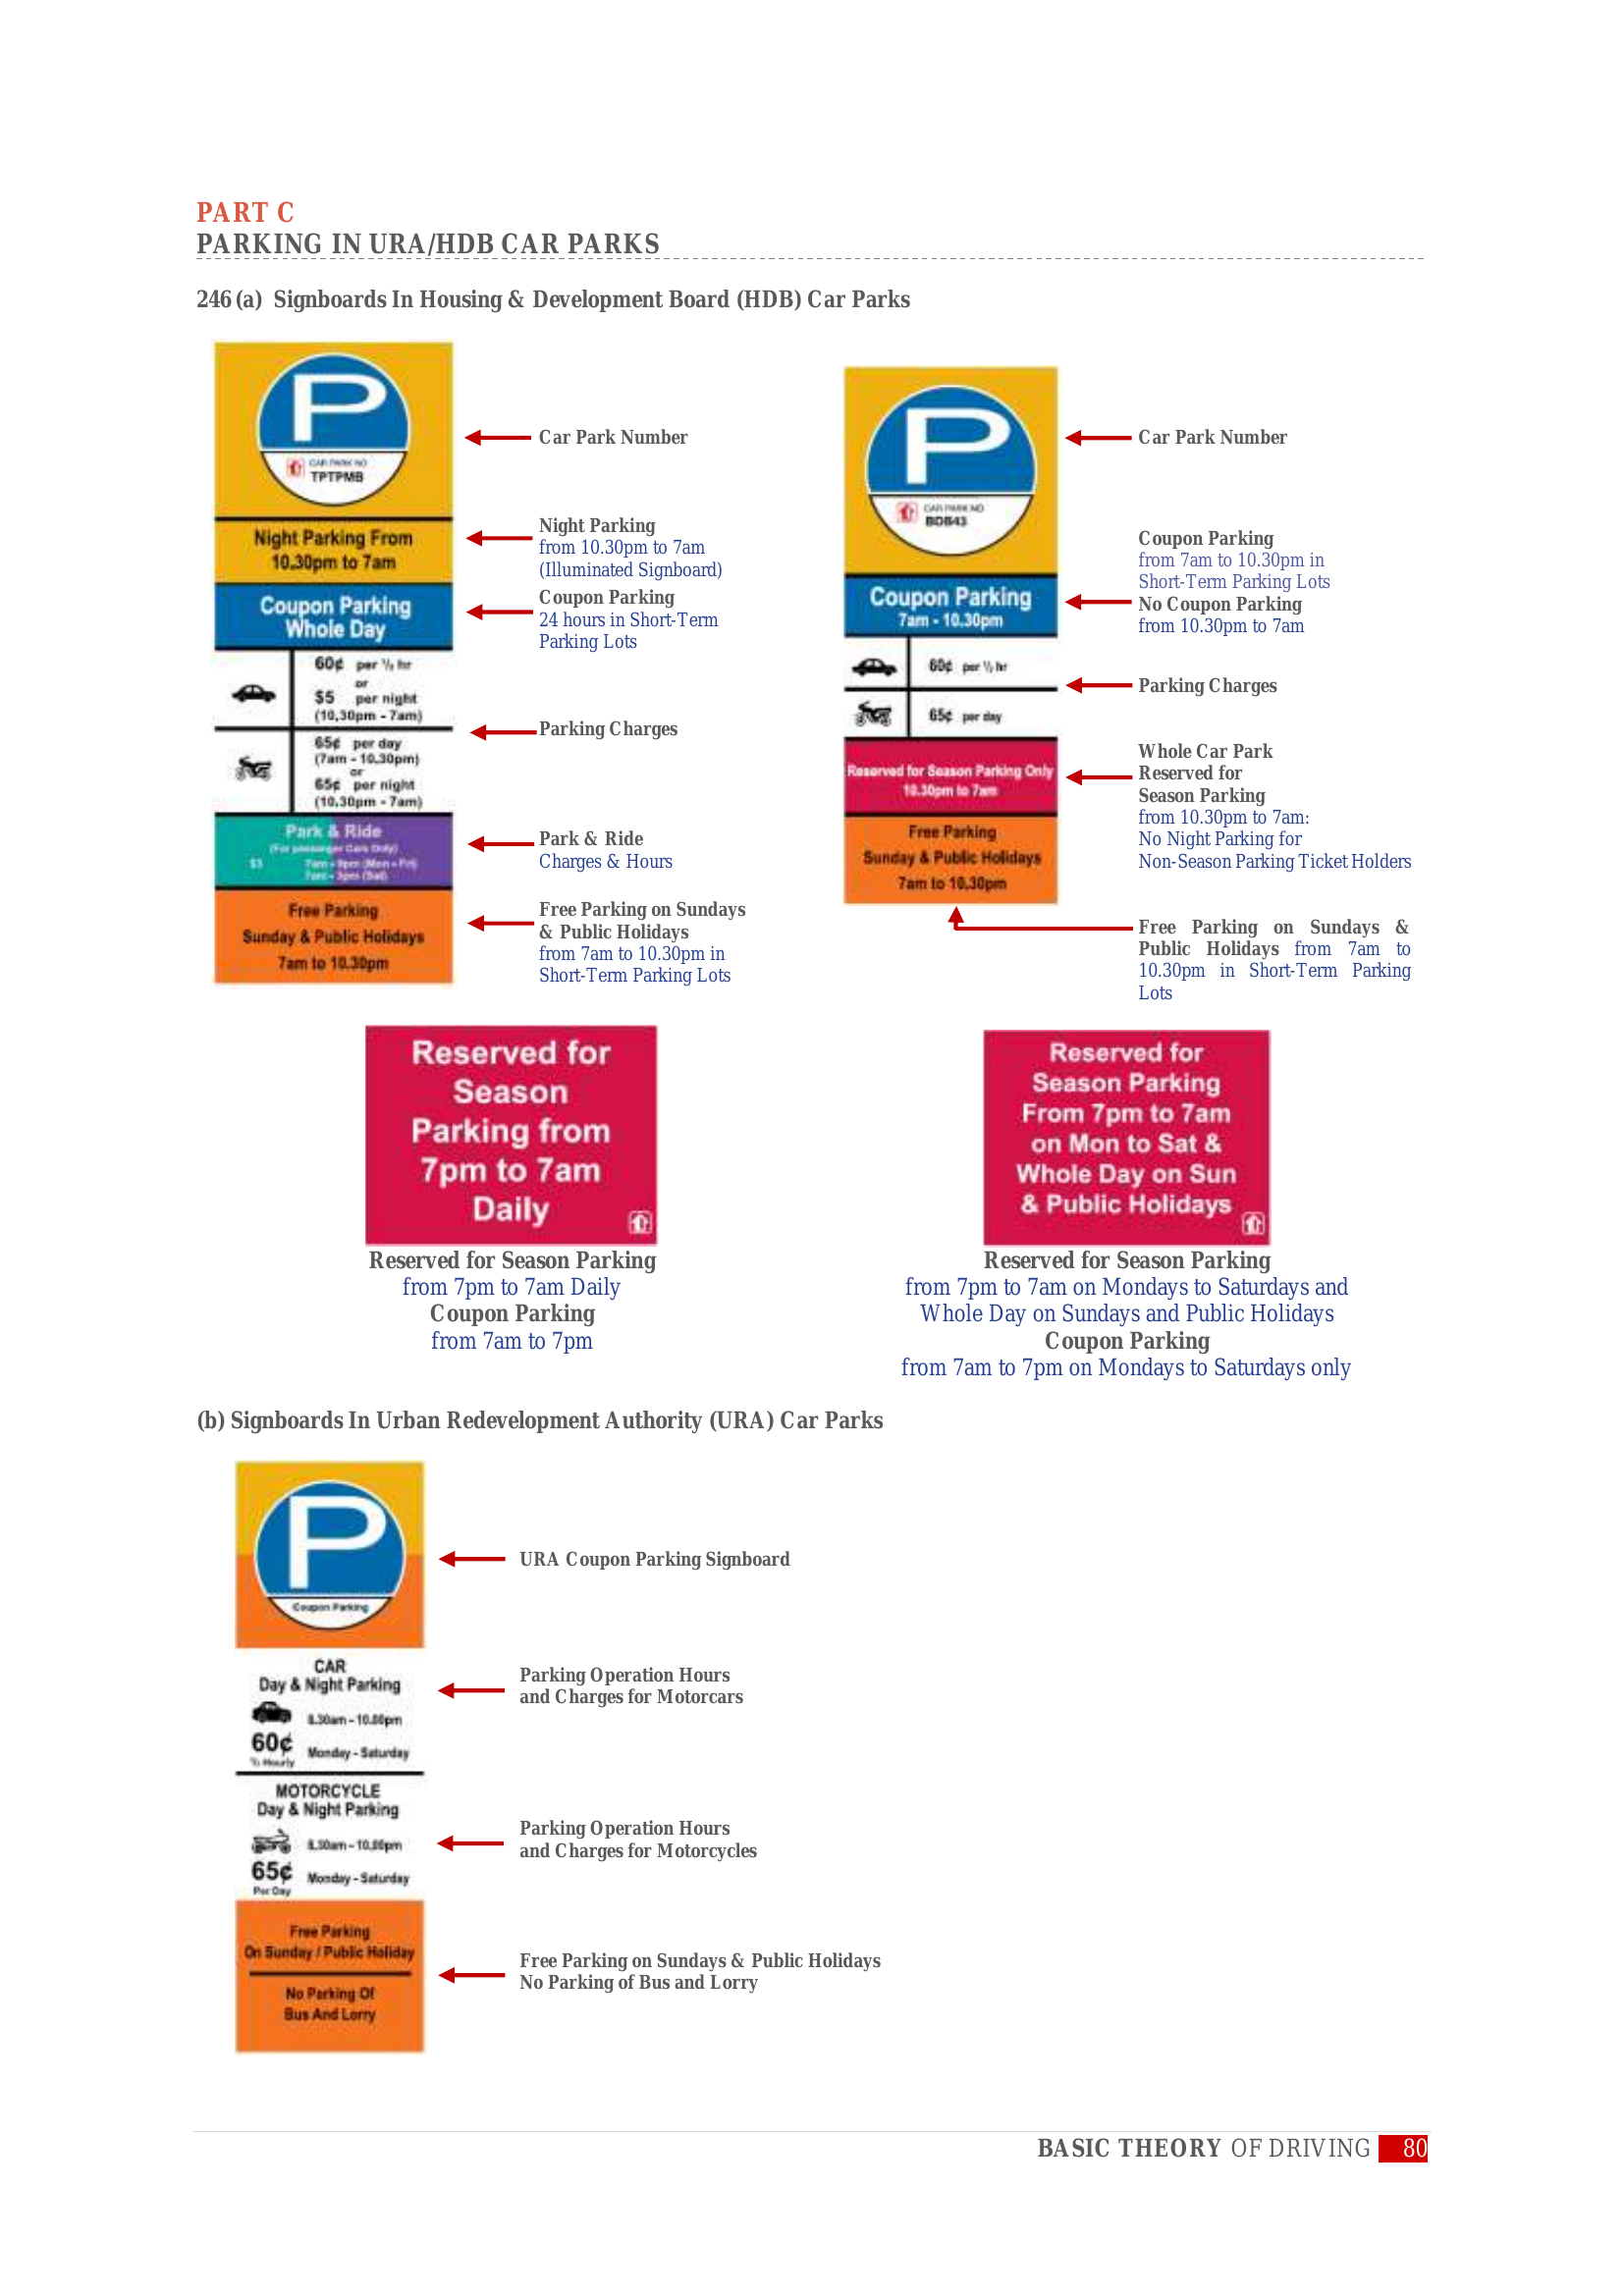 PART C
PARKING IN URA/HDB CAR PARKS
246 (a) Signboards In Housing & Development Board (HDB) Car Parks
P
CAR PARK NO
TPTPMB
Night Parking From
10.30pm to 7am
Coupon Parking
Whole Day
60¢ per ½ hr
or
$5 per night
(10.30pm - 7am)
65¢ per day
(7am - 10.30pm)
or
65¢ per night
(10.30pm - 7am)
Park & Ride
(For passenger Cars Only)
$3 7am - 9pm (Mon - Fri)
7am - 3pm (Sat)
Free Parking
Sunday & Public Holidays
7am to 10.30pm
Car Park Number
Night Parking
from 10.30pm to 7am
(Illuminated Signboard)
Coupon Parking
24 hours in Short-Term
Parking Lots
Parking Charges
Park & Ride
Charges & Hours
Free Parking on Sundays
& Public Holidays
from 7am to 10.30pm in
Short-Term Parking Lots
P
CAR PARK NO
BDB43
Coupon Parking
7am - 10.30pm
60¢ per ½ hr
65¢ per day
Reserved for Season Parking Only
10.30pm to 7am
Free Parking
Sunday & Public Holidays
7am to 10.30pm
Car Park Number
Coupon Parking
from 7am to 10.30pm in
Short-Term Parking Lots
No Coupon Parking
from 10.30pm to 7am
Parking Charges
Whole Car Park
Reserved for
Season Parking
from 10.30pm to 7am:
No Night Parking for
Non-Season Parking Ticket Holders
Free Parking on Sundays &
Public Holidays from 7am to
10.30pm in Short-Term Parking
Lots
Reserved for
Season
Parking from
7pm to 7am
Daily
Reserved for Season Parking
from 7pm to 7am Daily
Coupon Parking
from 7am to 7pm
Reserved for
Season Parking
From 7pm to 7am
on Mon to Sat &
Whole Day on Sun
& Public Holidays
Reserved for Season Parking
from 7pm to 7am on Mondays to Saturdays and
Whole Day on Sundays and Public Holidays
Coupon Parking
from 7am to 7pm on Mondays to Saturdays only
(b) Signboards In Urban Redevelopment Authority (URA) Car Parks
P
Coupon Parking
CAR
Day & Night Parking
8.30am - 10.00pm
60¢
½ Hourly
Monday - Saturday
MOTORCYCLE
Day & Night Parking
8.30am - 10.00pm
65¢
Per Day
Monday - Saturday
Free Parking
On Sunday / Public Holiday
No Parking Of
Bus And Lorry
URA Coupon Parking Signboard
Parking Operation Hours
and Charges for Motorcars
Parking Operation Hours
and Charges for Motorcycles
Free Parking on Sundays & Public Holidays
No Parking of Bus and Lorry
BASIC THEORY OF DRIVING 80